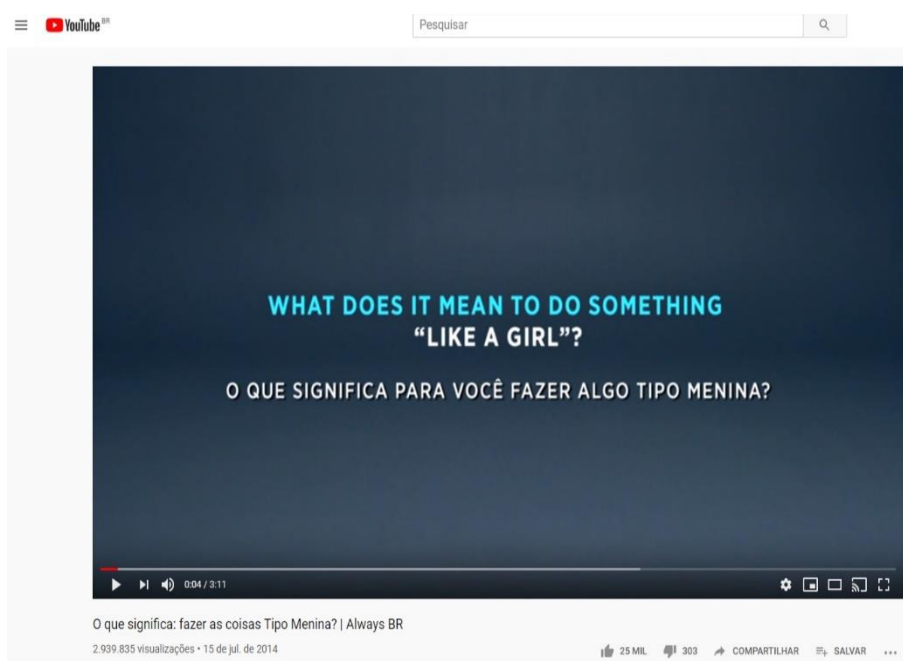 YouTube BR
Pesquisar
WHAT DOES IT MEAN TO DO SOMETHING
“LIKE A GIRL”?
O QUE SIGNIFICA PARA VOCÊ FAZER ALGO TIPO MENINA?
0:04 / 3:11
O que significa: fazer as coisas Tipo Menina? | Always BR
2.939.835 visualizações • 15 de jul. de 2014 25 MIL 303 COMPARTILHAR SALVAR ...